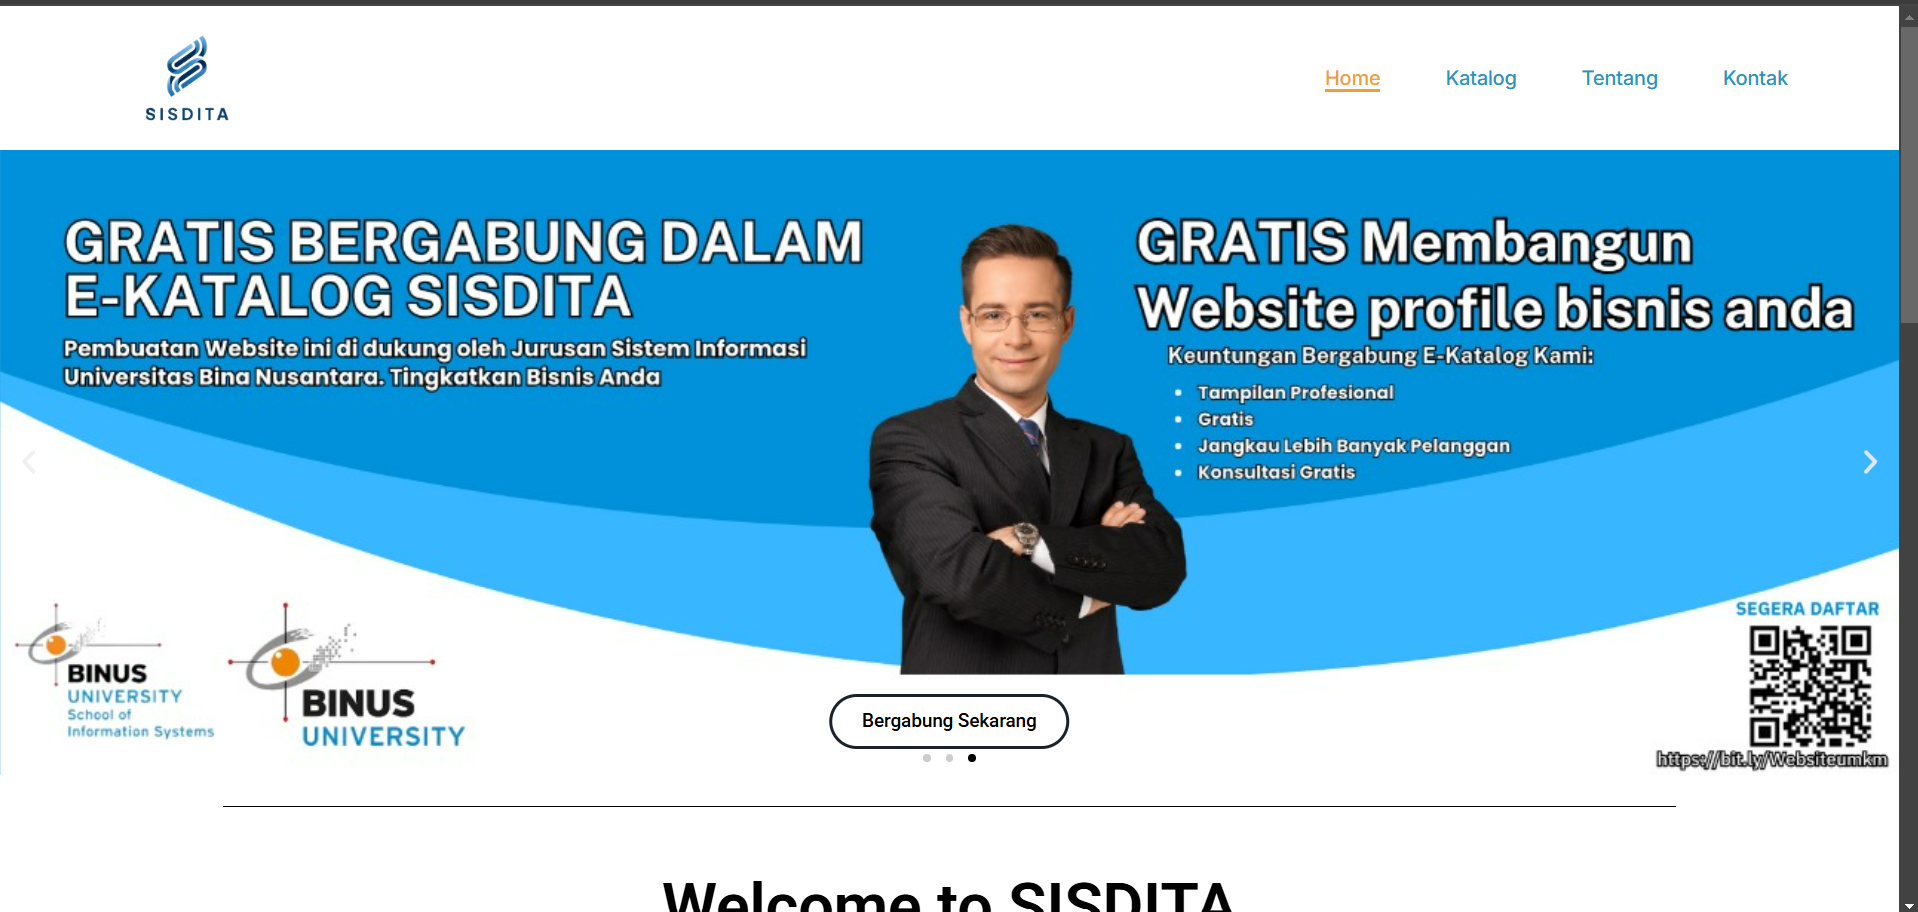 SISDITA
Home
Katalog
Tentang
Kontak
GRATIS BERGABUNG DALAM
E-KATALOG SISDITA
Pembuatan Website ini di dukung oleh Jurusan Sistem Informasi
Universitas Bina Nusantara. Tingkatkan Bisnis Anda
GRATIS Membangun
Website profile bisnis anda
Keuntungan Bergabung E-Katalog Kami:
• Tampilan Profesional
• Gratis
• Jangkau Lebih Banyak Pelanggan
• Konsultasi Gratis
BINUS
UNIVERSITY
School of
Information Systems
BINUS
UNIVERSITY
SEGERA DAFTAR
https://bit.ly/Websiteumkm
Bergabung Sekarang
Welcome to SISDITA